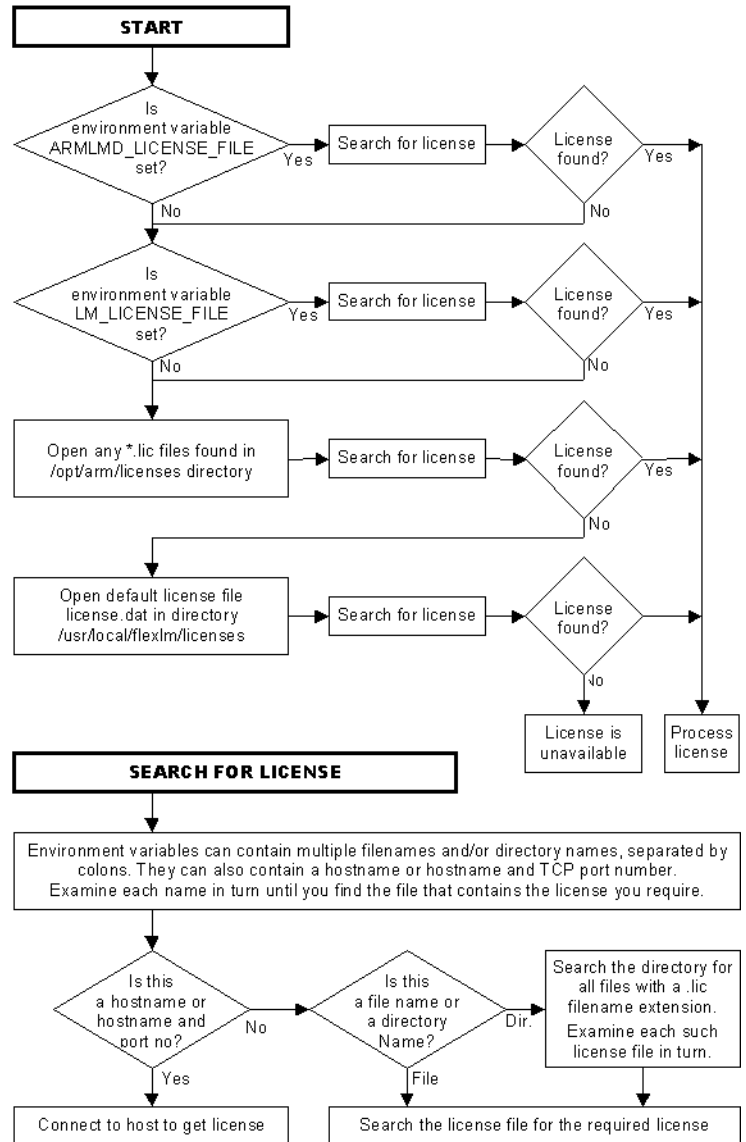 START
Is
environment variable
ARMLMD_LICENSE_FILE
set?
Yes
Search for license
License
found?
Yes
No
No
Is
environment variable
LM_LICENSE_FILE
set?
Yes
Search for license
License
found?
Yes
No
No
Open any *.lic files found in
/opt/arm/licenses directory
Search for license
License
found?
Yes
No
Open default license file
license.dat in directory
/usr/local/flexlm/licenses
Search for license
License
found?
No
License is
unavailable
Process
license
SEARCH FOR LICENSE
Environment variables can contain multiple filenames and/or directory names, separated by
colons. They can also contain a hostname or hostname and TCP port number.
Examine each name in turn until you find the file that contains the license you require.
Is this
a hostname or
hostname and
port no?
No
Is this
a file name or
a directory
Name?
Dir.
Search the directory for
all files with a .lic
filename extension.
Examine each such
license file in turn.
Yes
File
Connect to host to get license
Search the license file for the required license